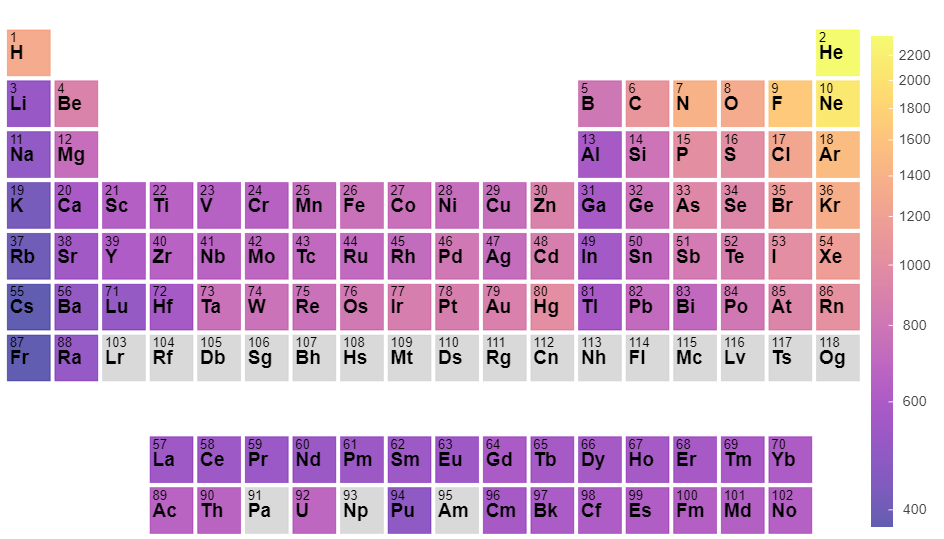 1 2
H He
2200
3 4 5 6 7 8 9 10
Li Be B C N O F Ne
2000
1800
11 12 13 14 15 16 17 18
Na Mg Al Si P S Cl Ar
1600
1400
19 20 21 22 23 24 25 26 27 28 29 30 31 32 33 34 35 36
K Ca Sc Ti V Cr Mn Fe Co Ni Cu Zn Ga Ge As Se Br Kr
1200
37 38 39 40 41 42 43 44 45 46 47 48 49 50 51 52 53 54
Rb Sr Y Zr Nb Mo Tc Ru Rh Pd Ag Cd In Sn Sb Te I Xe
1000
55 56 71 72 73 74 75 76 77 78 79 80 81 82 83 84 85 86
Cs Ba Lu Hf Ta W Re Os Ir Pt Au Hg Tl Pb Bi Po At Rn
800
87 88 103 104 105 106 107 108 109 110 111 112 113 114 115 116 117 118
Fr Ra Lr Rf Db Sg Bh Hs Mt Ds Rg Cn Nh Fl Mc Lv Ts Og
600
57 58 59 60 61 62 63 64 65 66 67 68 69 70
La Ce Pr Nd Pm Sm Eu Gd Tb Dy Ho Er Tm Yb
89 90 91 92 93 94 95 96 97 98 99 100 101 102
Ac Th Pa U Np Pu Am Cm Bk Cf Es Fm Md No
400